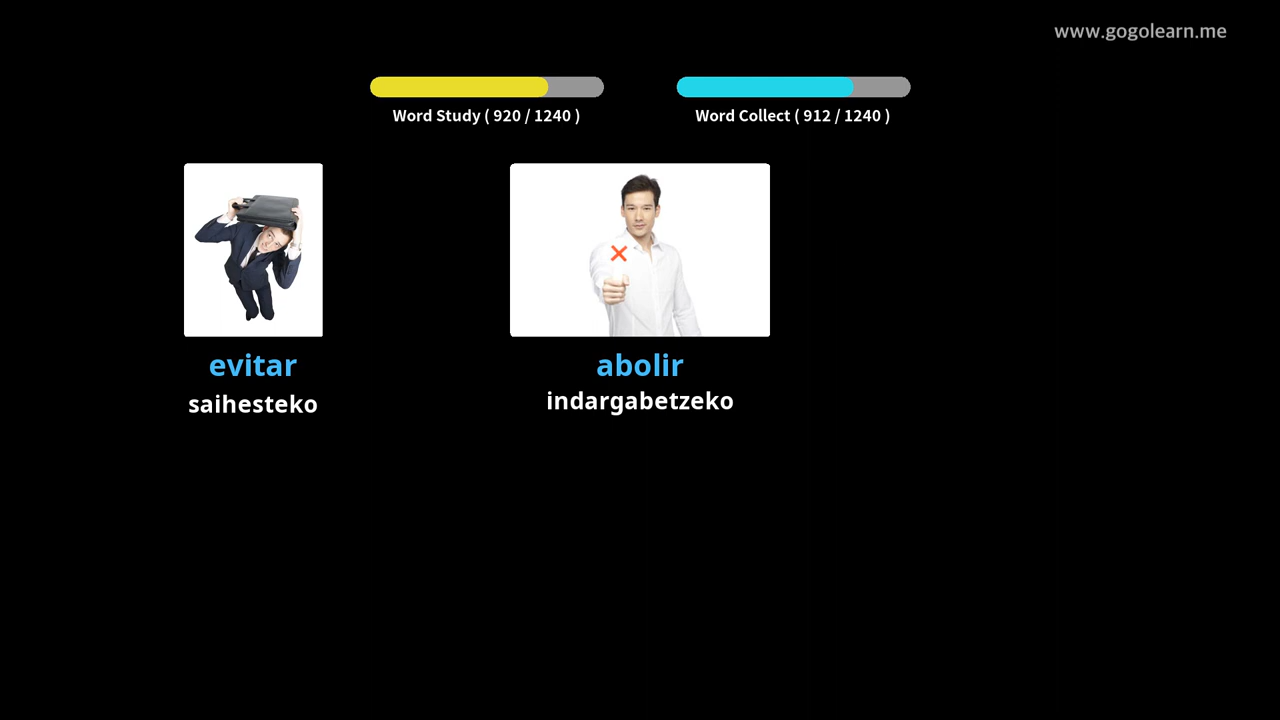 www.gogolearn.me
Word Study ( 920 / 1240 )
Word Collect ( 912 / 1240 )
evitar
saihesteko
abolir
indargabetzeko